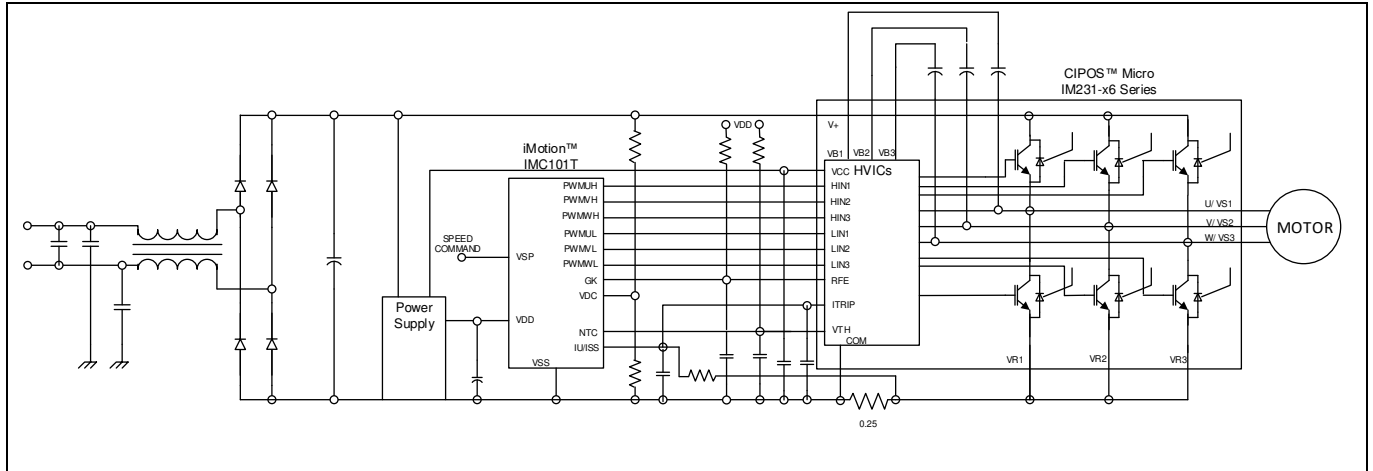 CIPOS™ Micro
IM231-x6 Series
iMotion™
IMC101T
V+
VDD
VB1
VB2
VB3
HVICs
VCC
HIN1
HIN2
HIN3
LIN1
LIN2
LIN3
RFE
ITRIP
VTH
COM
PWMUH
PWMVH
PWMWH
PWMUL
PWMVL
PWMWL
GK
VDC
NTC
IU/ISS
VSS
SPEED
COMMAND
VSP
VDD
Power
Supply
U/ VS1
V/ VS2
W/ VS3
MOTOR
VR1
VR2
VR3
0.25